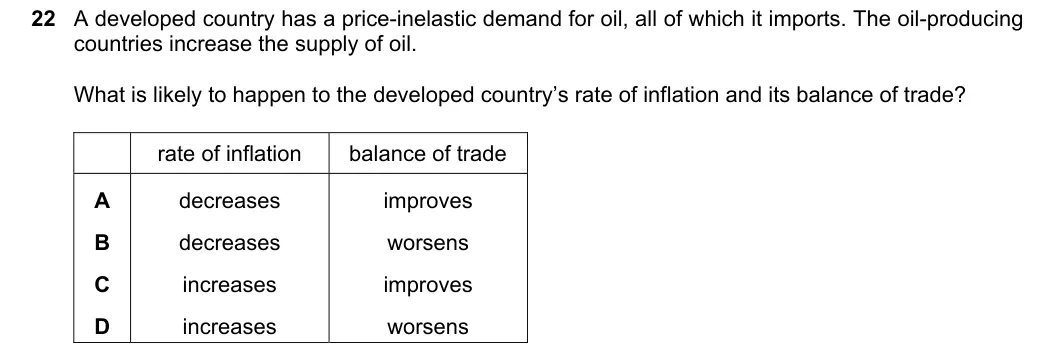 22 A developed country has a price-inelastic demand for oil, all of which it imports. The oil-producing
countries increase the supply of oil.
What is likely to happen to the developed country’s rate of inflation and its balance of trade?
rate of inflation balance of trade
A decreases improves
B decreases worsens
C increases improves
D increases worsens